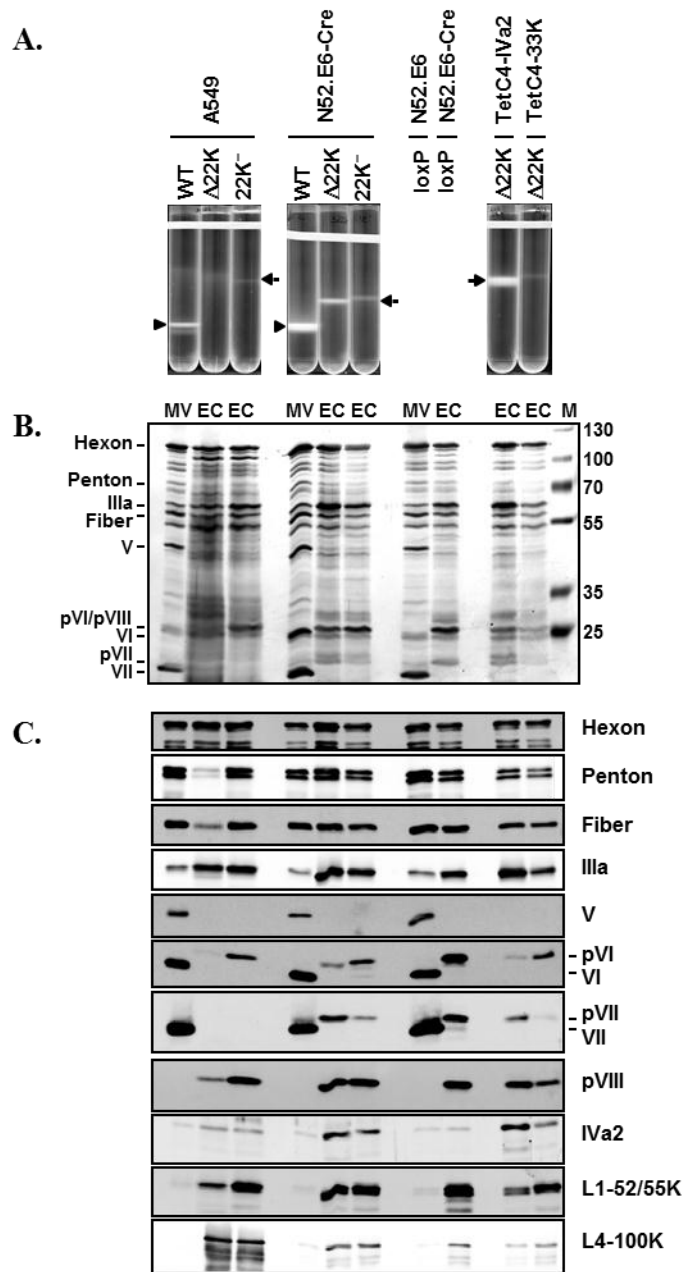 A.
A549
N52.E6-Cre
N52.E6
N52.E6-Cre
TetC4-IVa2
TetC4-33K
WT
Δ22K
22K⁻
WT
Δ22K
22K⁻
loxP
loxP
Δ22K
Δ22K
B.
MV EC EC MV EC EC MV EC EC EC M
Hexon
Penton
IIIa
Fiber
V
pVI/pVIII
VI
pVII
VII
130
100
70
55
35
25
C.
Hexon
Penton
Fiber
IIIa
V
pVI
VI
pVII
VII
pVIII
IVa2
L1-52/55K
L4-100K